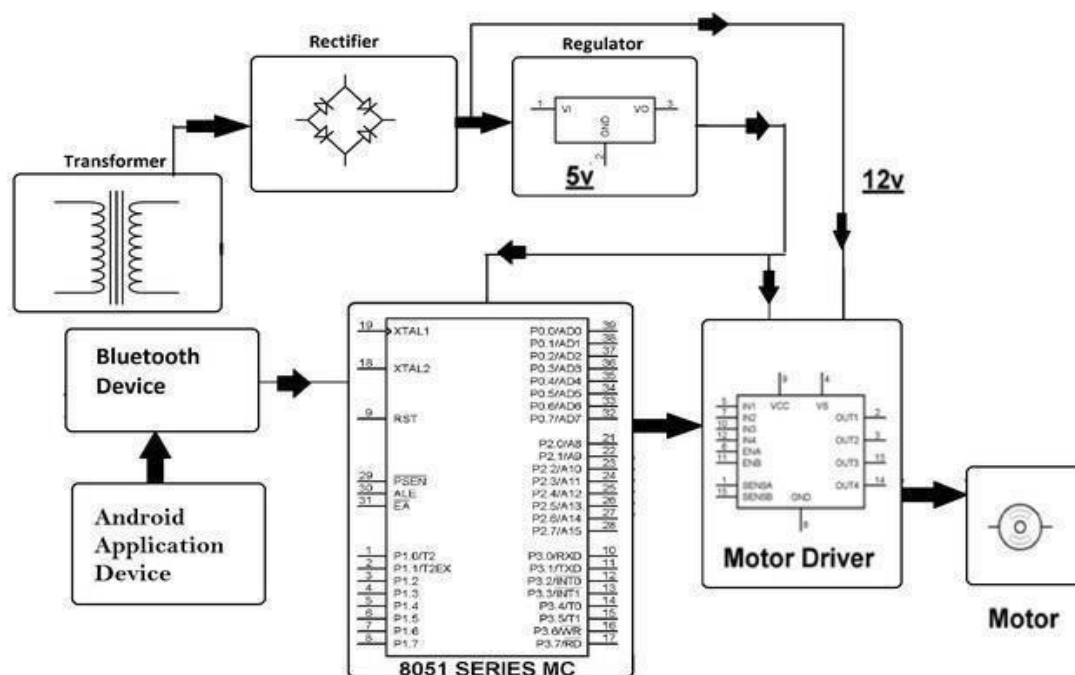 Rectifier
Regulator
1 VI VO 3
GND
2
5v
12v
Transformer
Bluetooth
Device
Android
Application
Device
19 XTAL1
18 XTAL2
9 RST
29 PSEN
30 ALE
31 EA
1 P1.0/T2
2 P1.1/T2EX
3 P1.2
4 P1.3
5 P1.4
6 P1.5
7 P1.6
8 P1.7
P0.0/AD0 39
P0.1/AD1 38
P0.2/AD2 37
P0.3/AD3 36
P0.4/AD4 35
P0.5/AD5 34
P0.6/AD6 33
P0.7/AD7 32
P2.0/A8 21
P2.1/A9 22
P2.2/A10 23
P2.3/A11 24
P2.4/A12 25
P2.5/A13 26
P2.6/A14 27
P2.7/A15 28
P3.0/RXD 10
P3.1/TXD 11
P3.2/INT0 12
P3.3/INT1 13
P3.4/T0 14
P3.5/T1 15
P3.6/WR 16
P3.7/RD 17
8051 SERIES MC
9 4
VCC VS
5 IN1
7 IN2
10 IN3
12 IN4
6 ENA
11 ENB
1 SENSA
15 SENSB
OUT1 2
OUT2 3
OUT3 13
OUT4 14
GND
8
Motor Driver
Motor